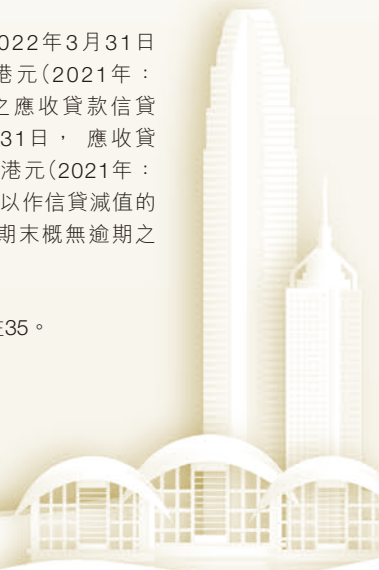 022年3月31日
港元(2021年：
之應收貸款信貸
31日， 應收貸
港元(2021年：
以作信貸減值的
期末概無逾期之
35。